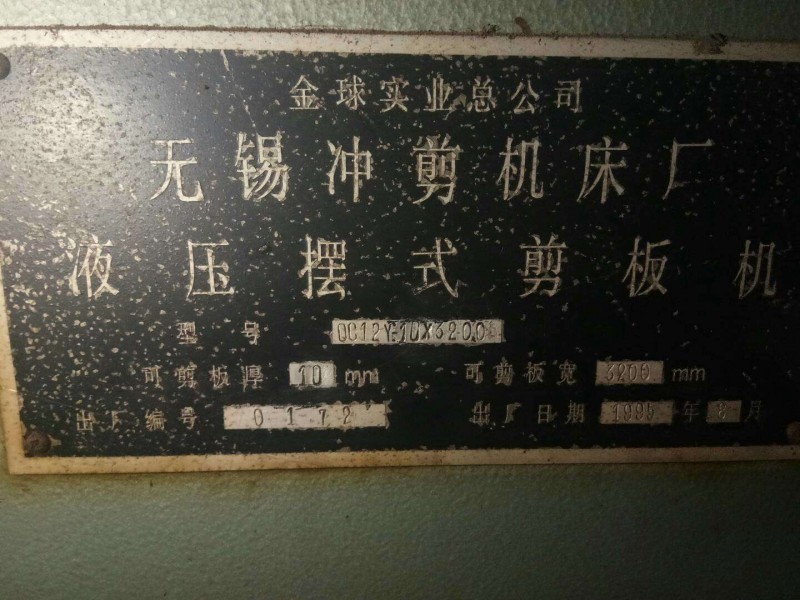 金球实业总公司
无锡冲剪机床厂
液压摆式剪板机
型号 QC12Y-10X3200
可剪板厚 10 mm 可剪板宽 3200 mm
出厂编号 0172 出厂日期 1995 年 月